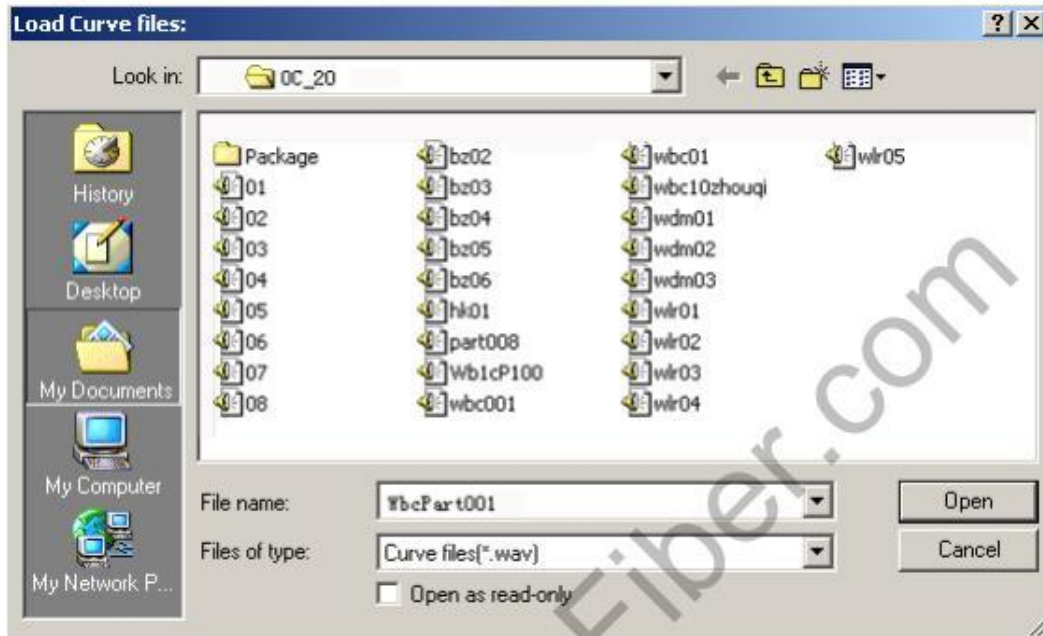 Load Curve files:
Look in: 0C_20
History
Desktop
My Documents
My Computer
My Network P...
Package
01
02
03
04
05
06
07
08
bz02
bz03
bz04
bz05
bz06
hk01
part008
Wb1cP100
wbc001
wbc01
wbc10zhouqi
wdm01
wdm02
wdm03
wlr01
wlr02
wlr03
wlr04
wlr05
File name: WbcPart001 Open
Files of type: Curve files(*.wav) Cancel
Open as read-only
Fiber.com